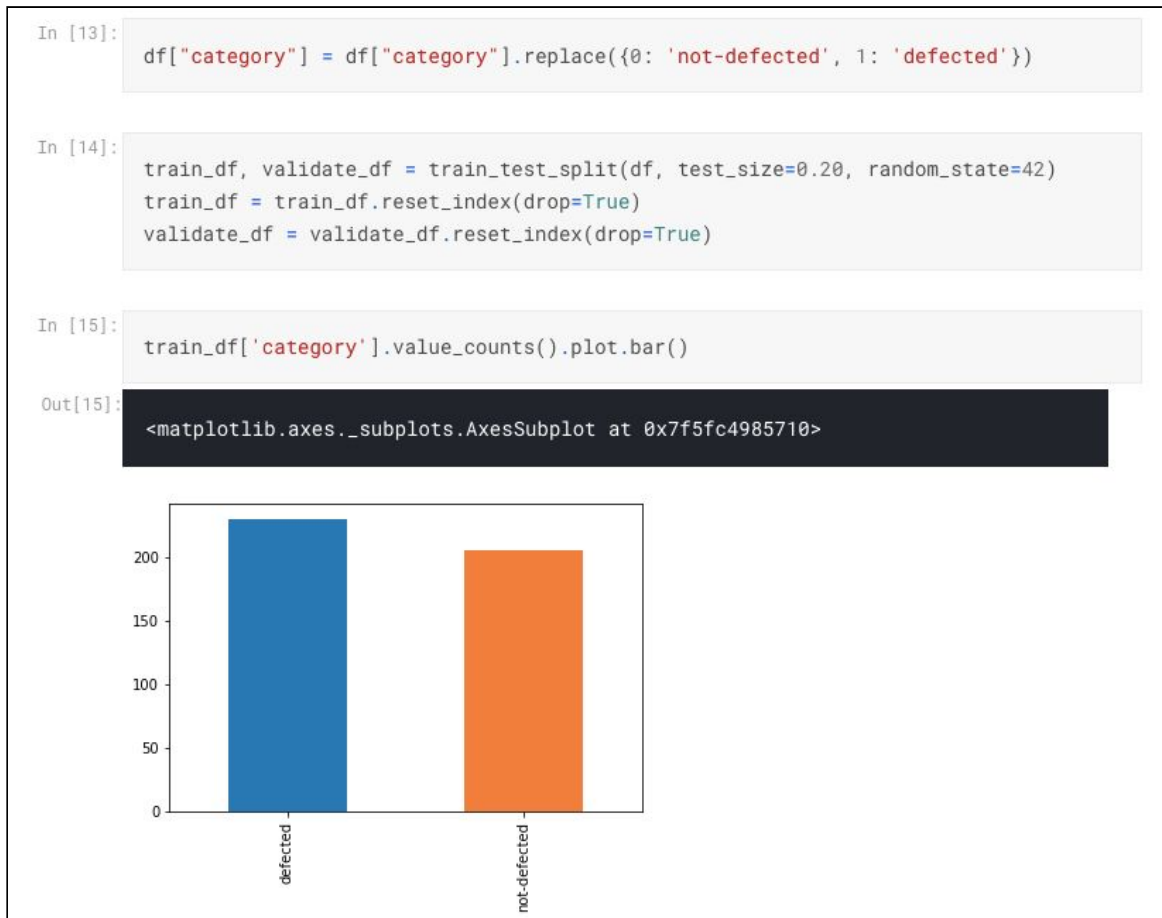 In [13]:
df["category"] = df["category"].replace({0: 'not-defected', 1: 'defected'})
In [14]:
train_df, validate_df = train_test_split(df, test_size=0.20, random_state=42)
train_df = train_df.reset_index(drop=True)
validate_df = validate_df.reset_index(drop=True)
In [15]:
train_df['category'].value_counts().plot.bar()
Out[15]:
<matplotlib.axes._subplots.AxesSubplot at 0x7f5fc4985710>
200
150
100
50
0
defected
not-defected